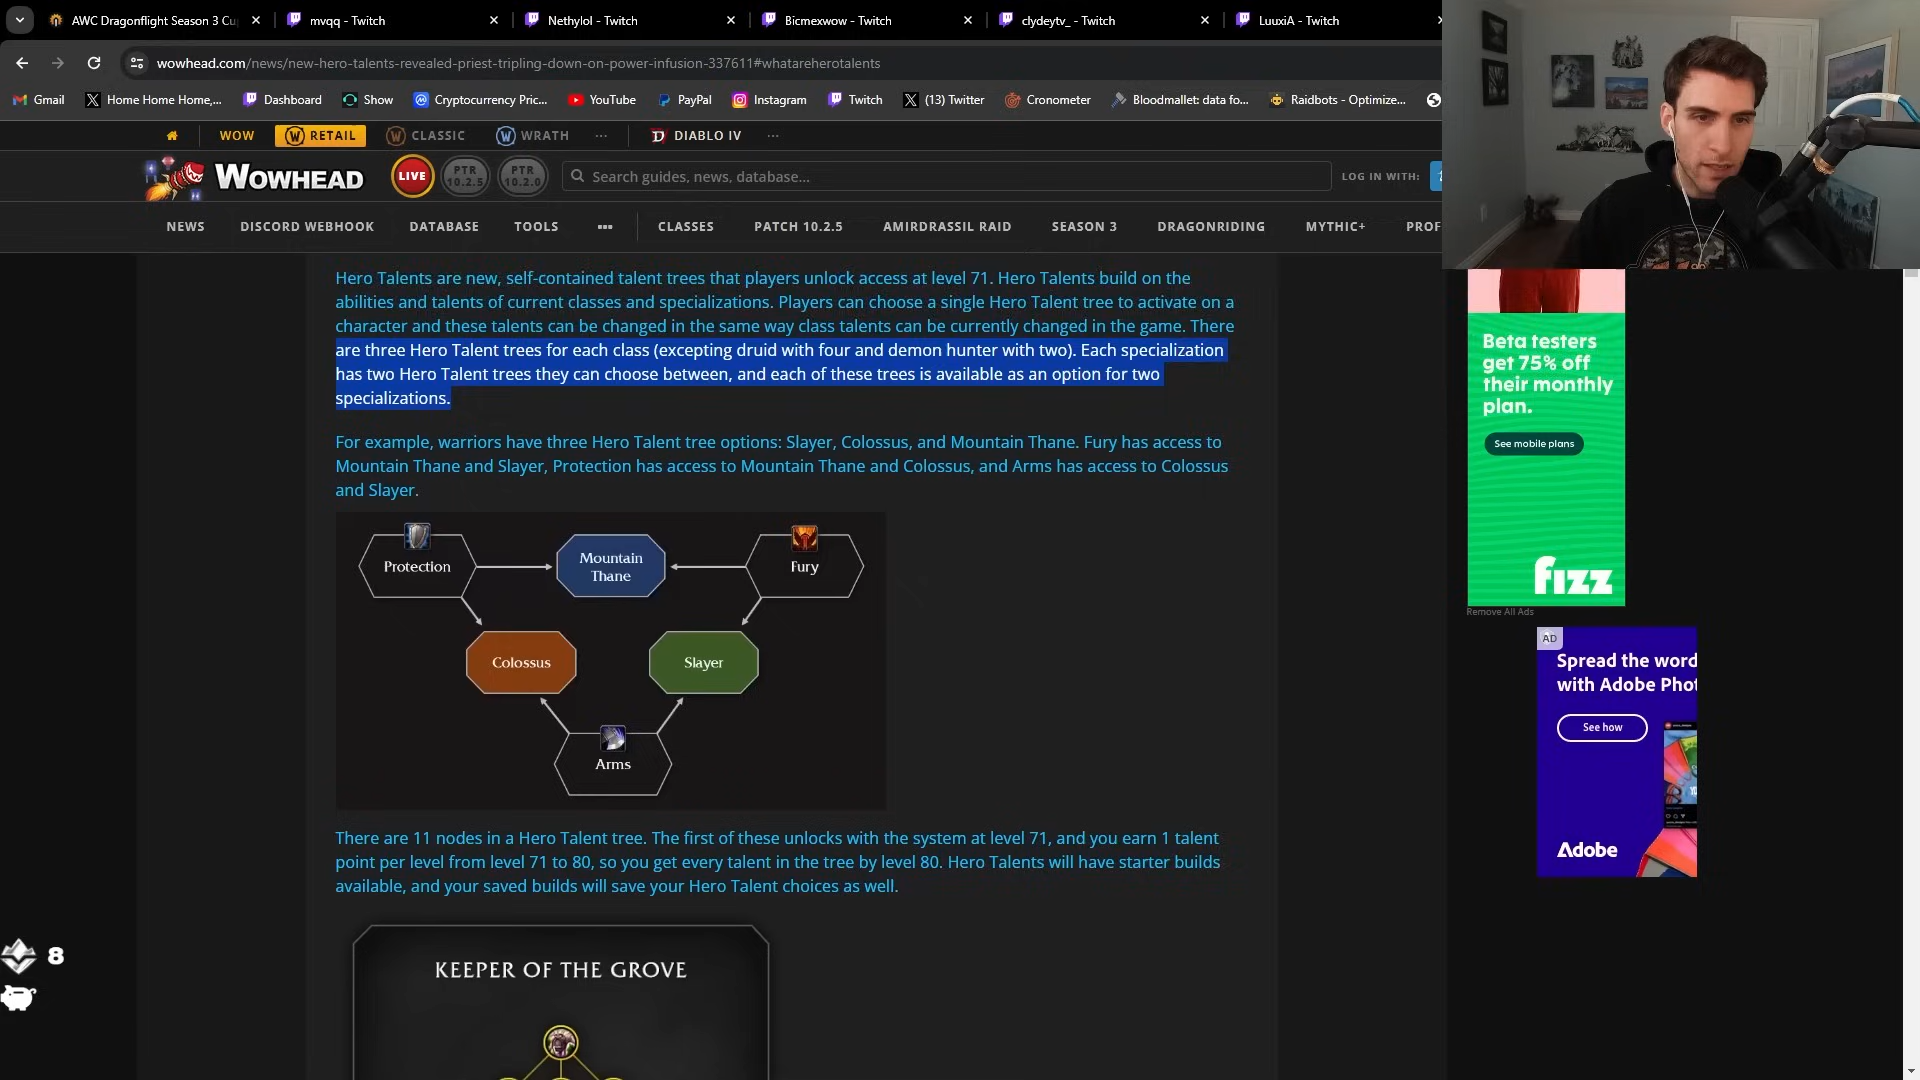 AWC Dragonflight Season 3 Cu
mvqq - Twitch
Nethylol - Twitch
Bicmexwow - Twitch
clydeytv_ - Twitch
LuuxiA - Twitch
wowhead.com/news/new-hero-talents-revealed-priest-tripling-down-on-power-infusion-337611#whatareherotalents
Gmail
Home Home Home,...
Dashboard
Show
Cryptocurrency Pric...
YouTube
PayPal
Instagram
Twitch
(13) Twitter
Cronometer
Bloodmallet: data fo...
Raidbots - Optimize...
WOW
RETAIL
CLASSIC
WRATH
...
DIABLO IV
...
WOWHEAD
LIVE
PTR
10.2.5
PTR
10.2.0
Search guides, news, database...
LOG IN WITH:
NEWS
DISCORD WEBHOOK
DATABASE
TOOLS
...
CLASSES
PATCH 10.2.5
AMIRDRASSIL RAID
SEASON 3
DRAGONRIDING
MYTHIC+
PROF
Hero Talents are new, self-contained talent trees that players unlock access at level 71. Hero Talents build on the
abilities and talents of current classes and specializations. Players can choose a single Hero Talent tree to activate on a
character and these talents can be changed in the same way class talents can be currently changed in the game. There
are three Hero Talent trees for each class (excepting druid with four and demon hunter with two). Each specialization
has two Hero Talent trees they can choose between, and each of these trees is available as an option for two
specializations.
For example, warriors have three Hero Talent tree options: Slayer, Colossus, and Mountain Thane. Fury has access to
Mountain Thane and Slayer, Protection has access to Mountain Thane and Colossus, and Arms has access to Colossus
and Slayer.
Protection
Mountain
Thane
Fury
Colossus
Slayer
Arms
There are 11 nodes in a Hero Talent tree. The first of these unlocks with the system at level 71, and you earn 1 talent
point per level from level 71 to 80, so you get every talent in the tree by level 80. Hero Talents will have starter builds
available, and your saved builds will save your Hero Talent choices as well.
KEEPER OF THE GROVE
8
Beta testers
get 75% off
their monthly
plan.
See mobile plans
fizz
Remove All Ads
AD
Spread the word
with Adobe Phot
See how
Adobe